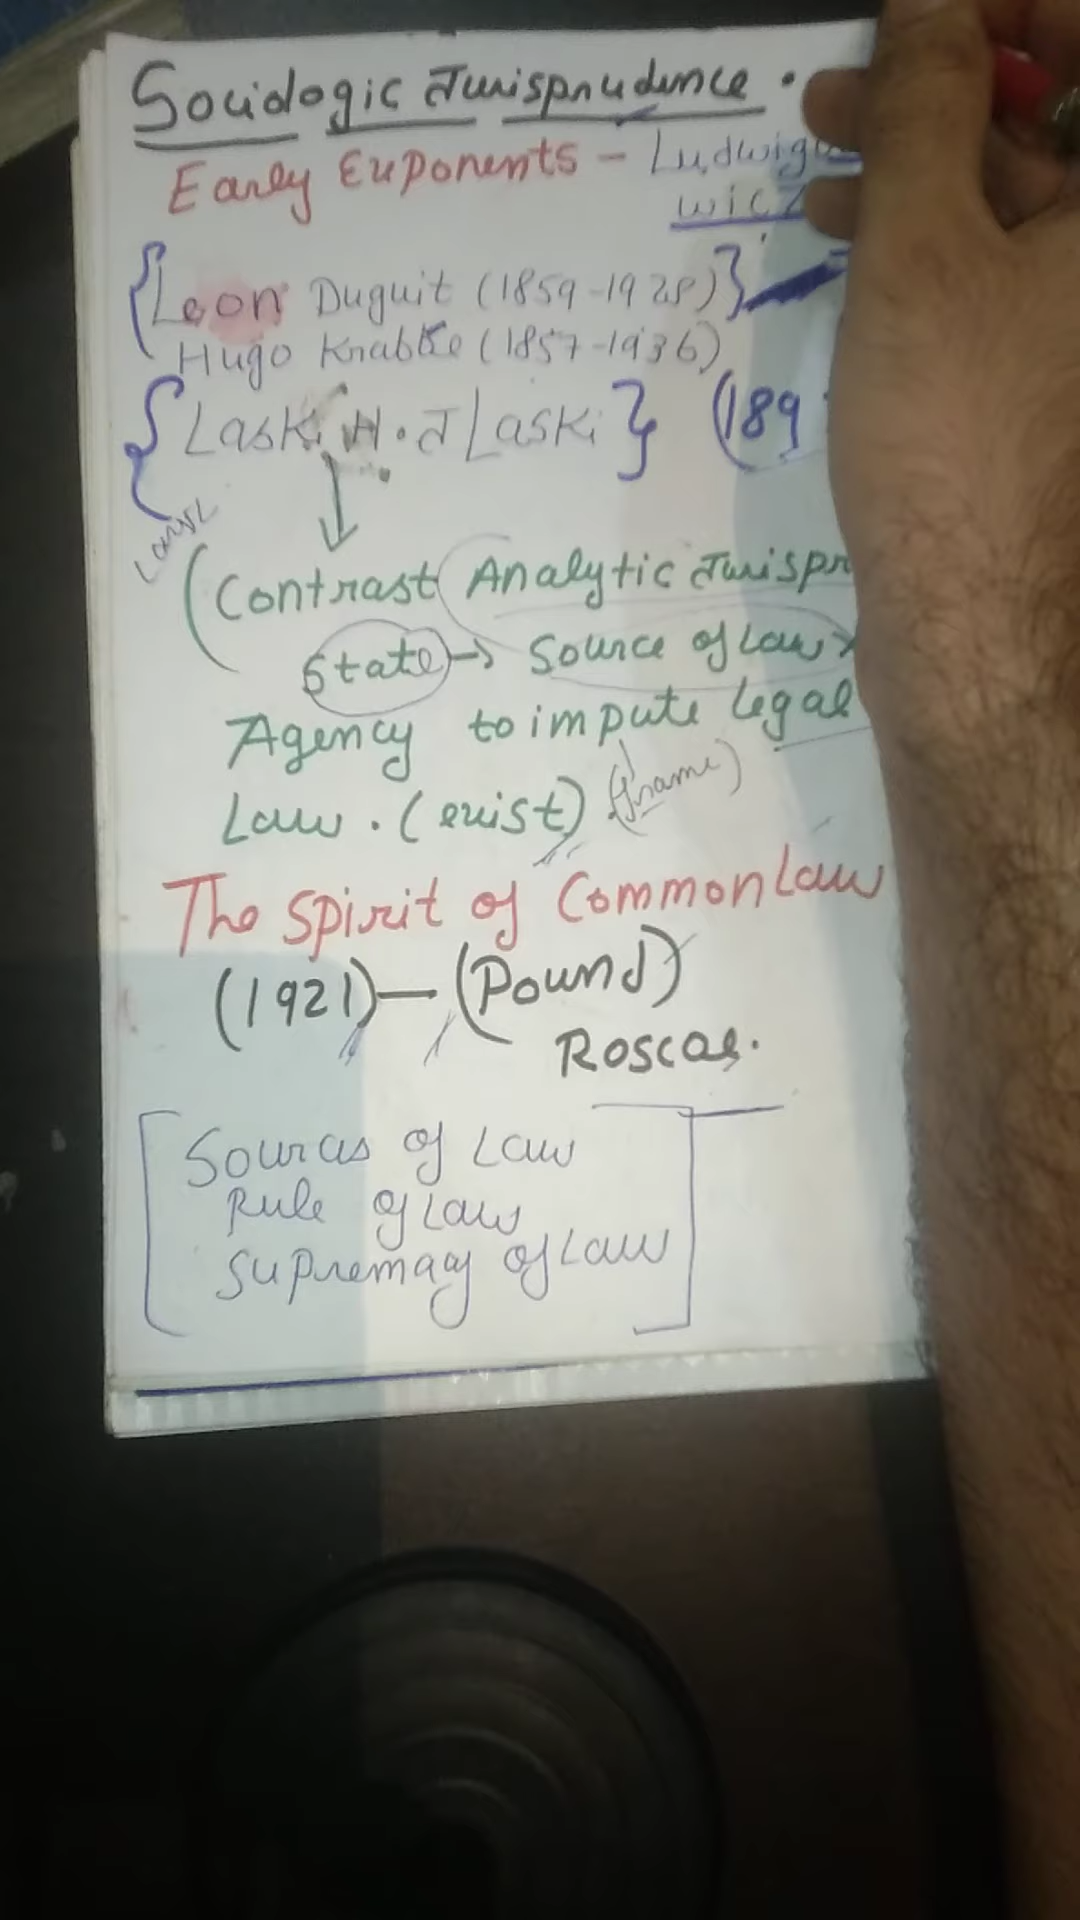 Sociologic Jurisprudence.
Early Exponents - Ludwig
wicz
{Leon Duguit (1859-1928)}
Hugo Krabbe (1857-1936)
{Laski H.J Laski} (189
(Contrast (Analytic Jurispr
State → Source of Law
Agency to impute legal
Law. (exist) (frame)
The Spirit of Common Law
(1921) - (Pound)
Roscoe.
[Sources of Law
Rule of Law
Supremacy of Law]